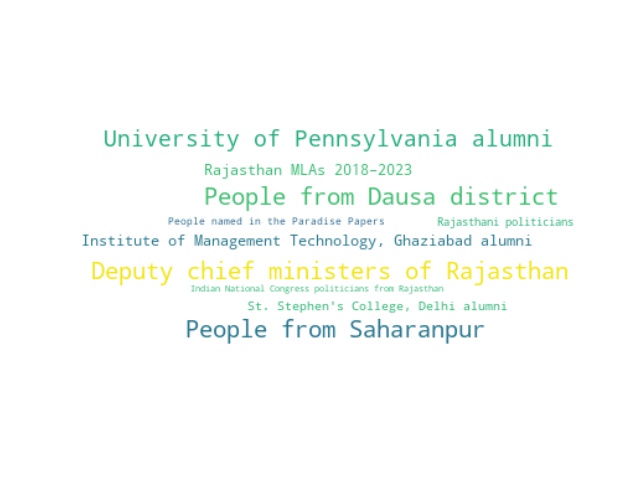 University of Pennsylvania alumni
Rajasthan MLAs 2018–2023
People from Dausa district
People named in the Paradise Papers
Rajasthani politicians
Institute of Management Technology, Ghaziabad alumni
Deputy chief ministers of Rajasthan
Indian National Congress politicians from Rajasthan
St. Stephen's College, Delhi alumni
People from Saharanpur